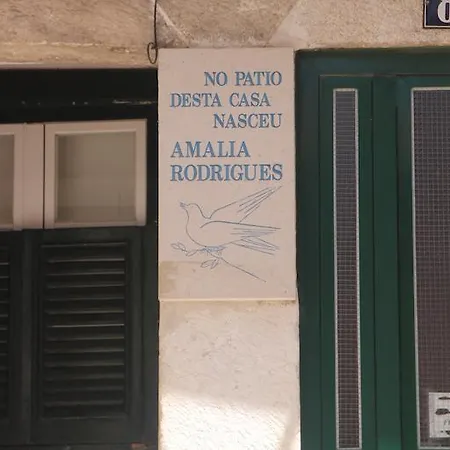 NO PATIO
DESTA CASA
NASCEU
AMALIA
RODRIGUES